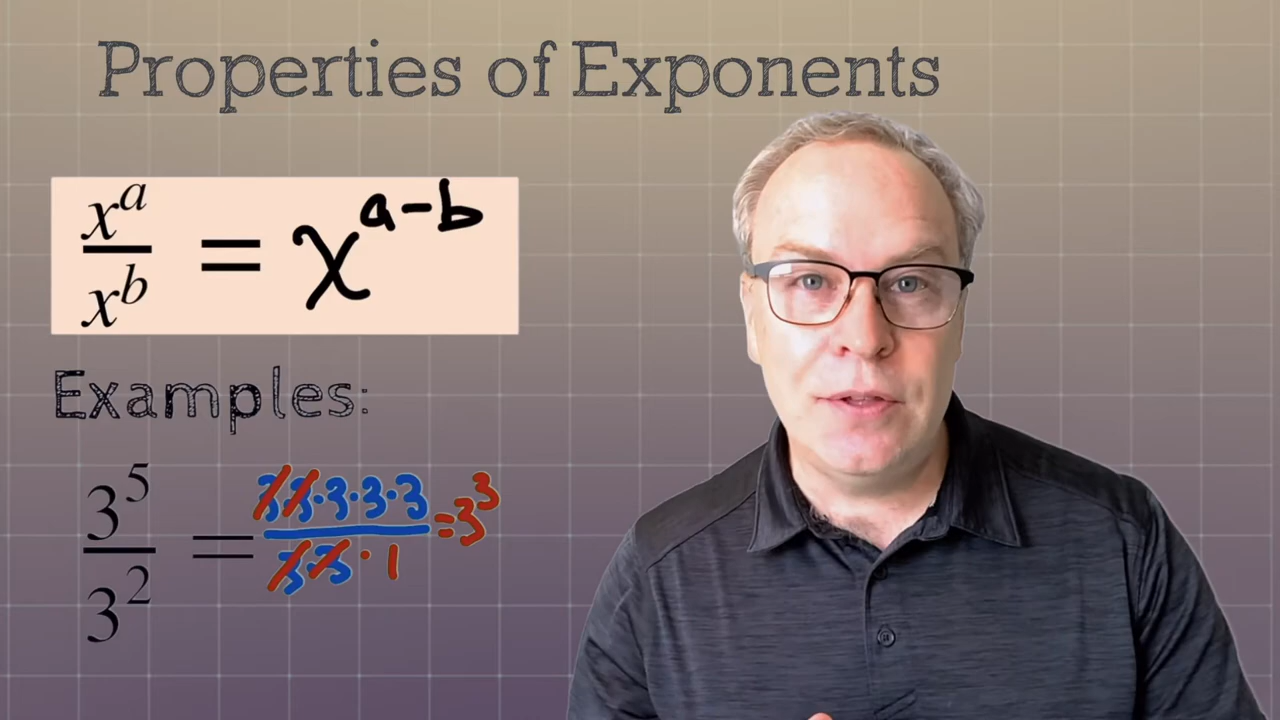 Properties of Exponents
x^a / x^b = x^(a-b)
Examples:
3^5 / 3^2 = 3·3·3·3·3 / 3·3·1 = 3^3